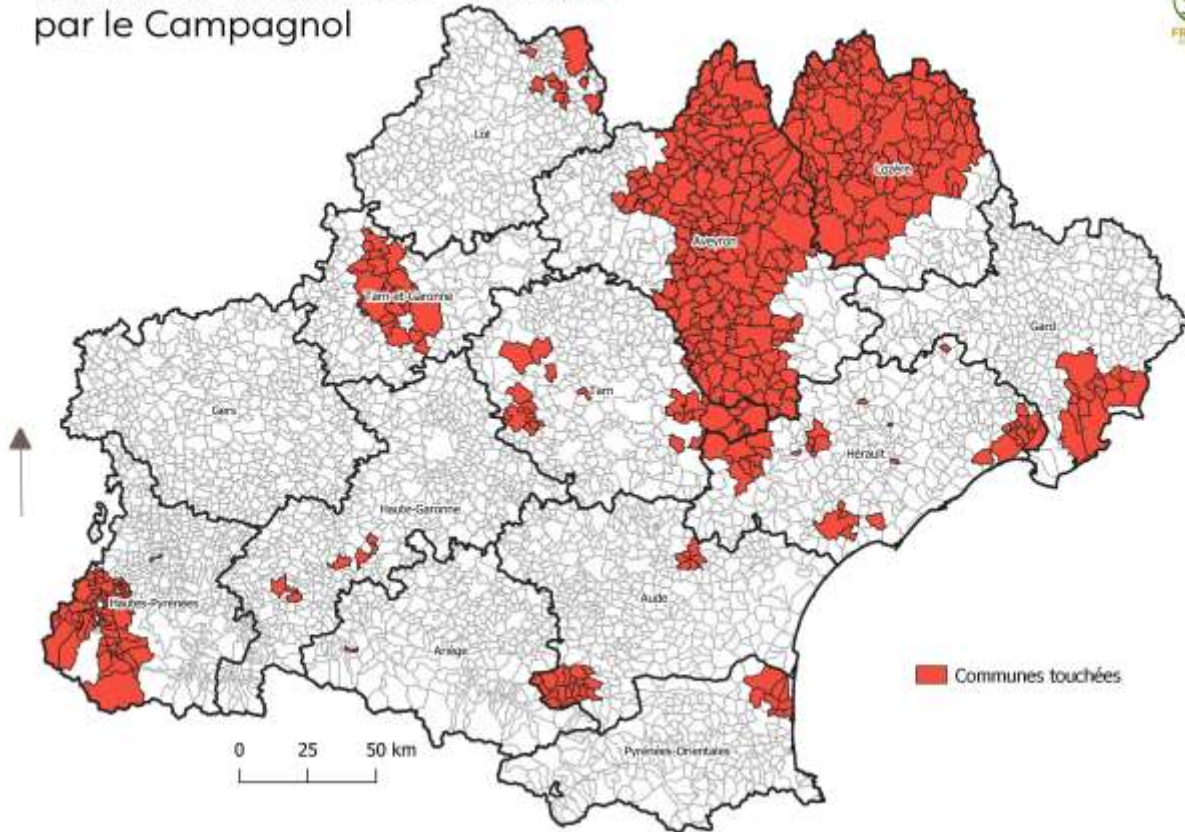 par le Campagnol
FR
Lot
Lozère
Aveyron
Tarn-et-Garonne
Gard
Gers
Tarn
Hérault
Haute-Garonne
Hautes-Pyrénées
Aude
Ariège
Communes touchées
0 25 50 km
Pyrénées-Orientales